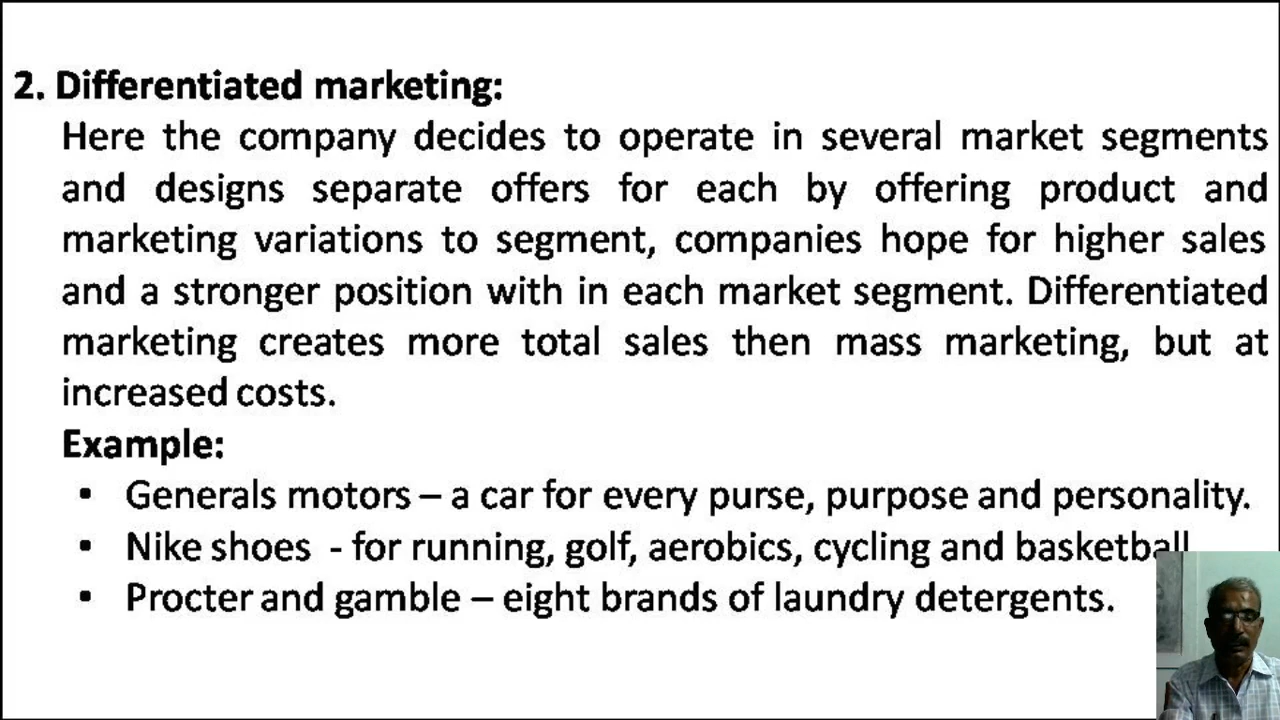 2. Differentiated marketing:
Here the company decides to operate in several market segments
and designs separate offers for each by offering product and
marketing variations to segment, companies hope for higher sales
and a stronger position with in each market segment. Differentiated
marketing creates more total sales then mass marketing, but at
increased costs.
Example:
▪ Generals motors – a car for every purse, purpose and personality.
▪ Nike shoes - for running, golf, aerobics, cycling and basketball
▪ Procter and gamble – eight brands of laundry detergents.